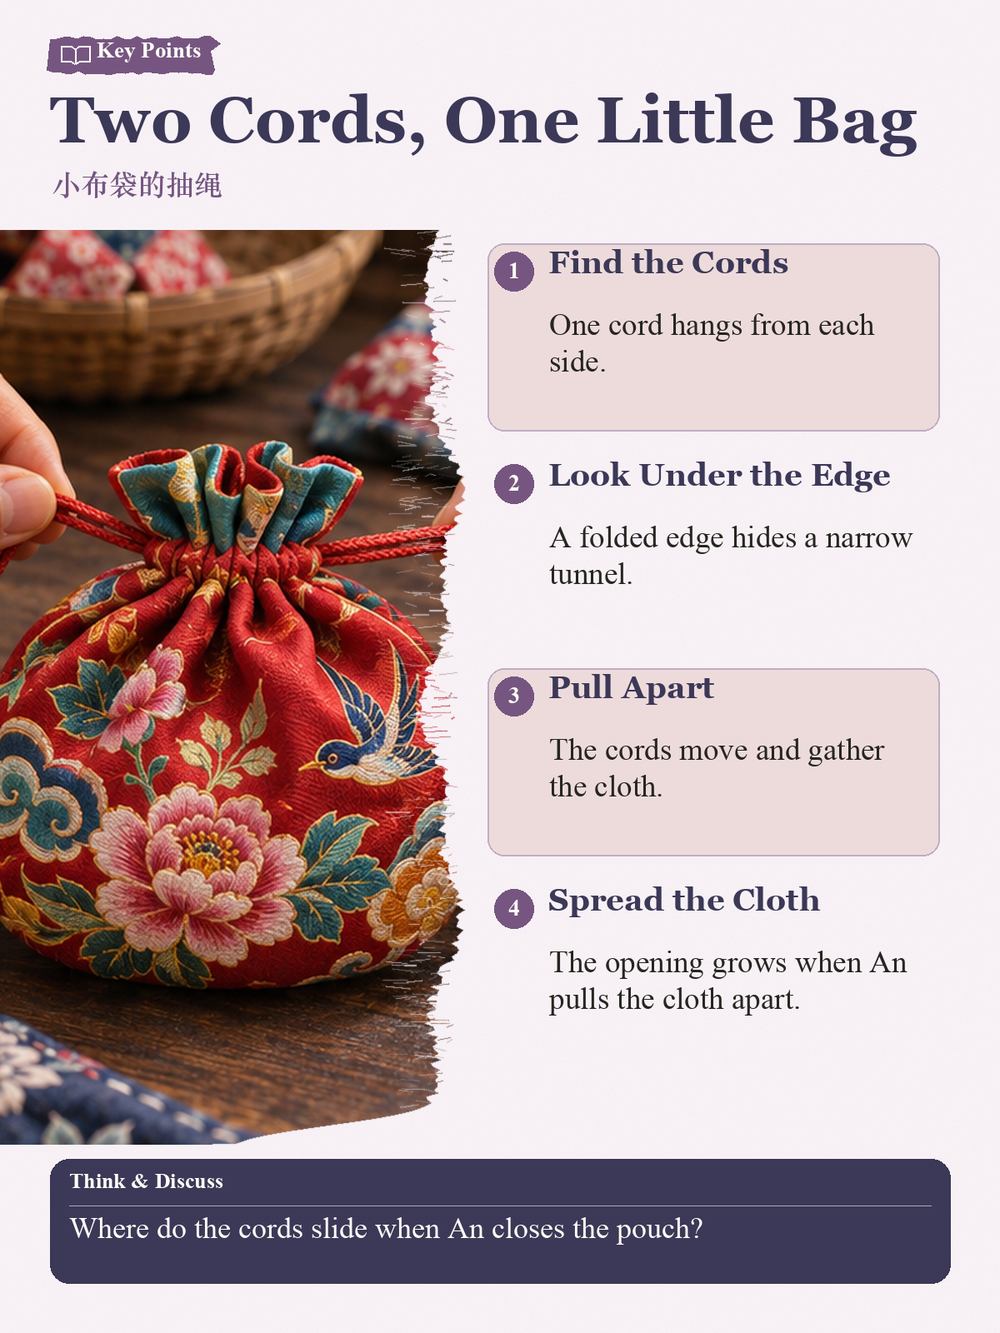 Key Points
Two Cords, One Little Bag
小布袋的抽绳
1 Find the Cords
One cord hangs from each
side.
2 Look Under the Edge
A folded edge hides a narrow
tunnel.
3 Pull Apart
The cords move and gather
the cloth.
4 Spread the Cloth
The opening grows when An
pulls the cloth apart.
Think & Discuss
Where do the cords slide when An closes the pouch?